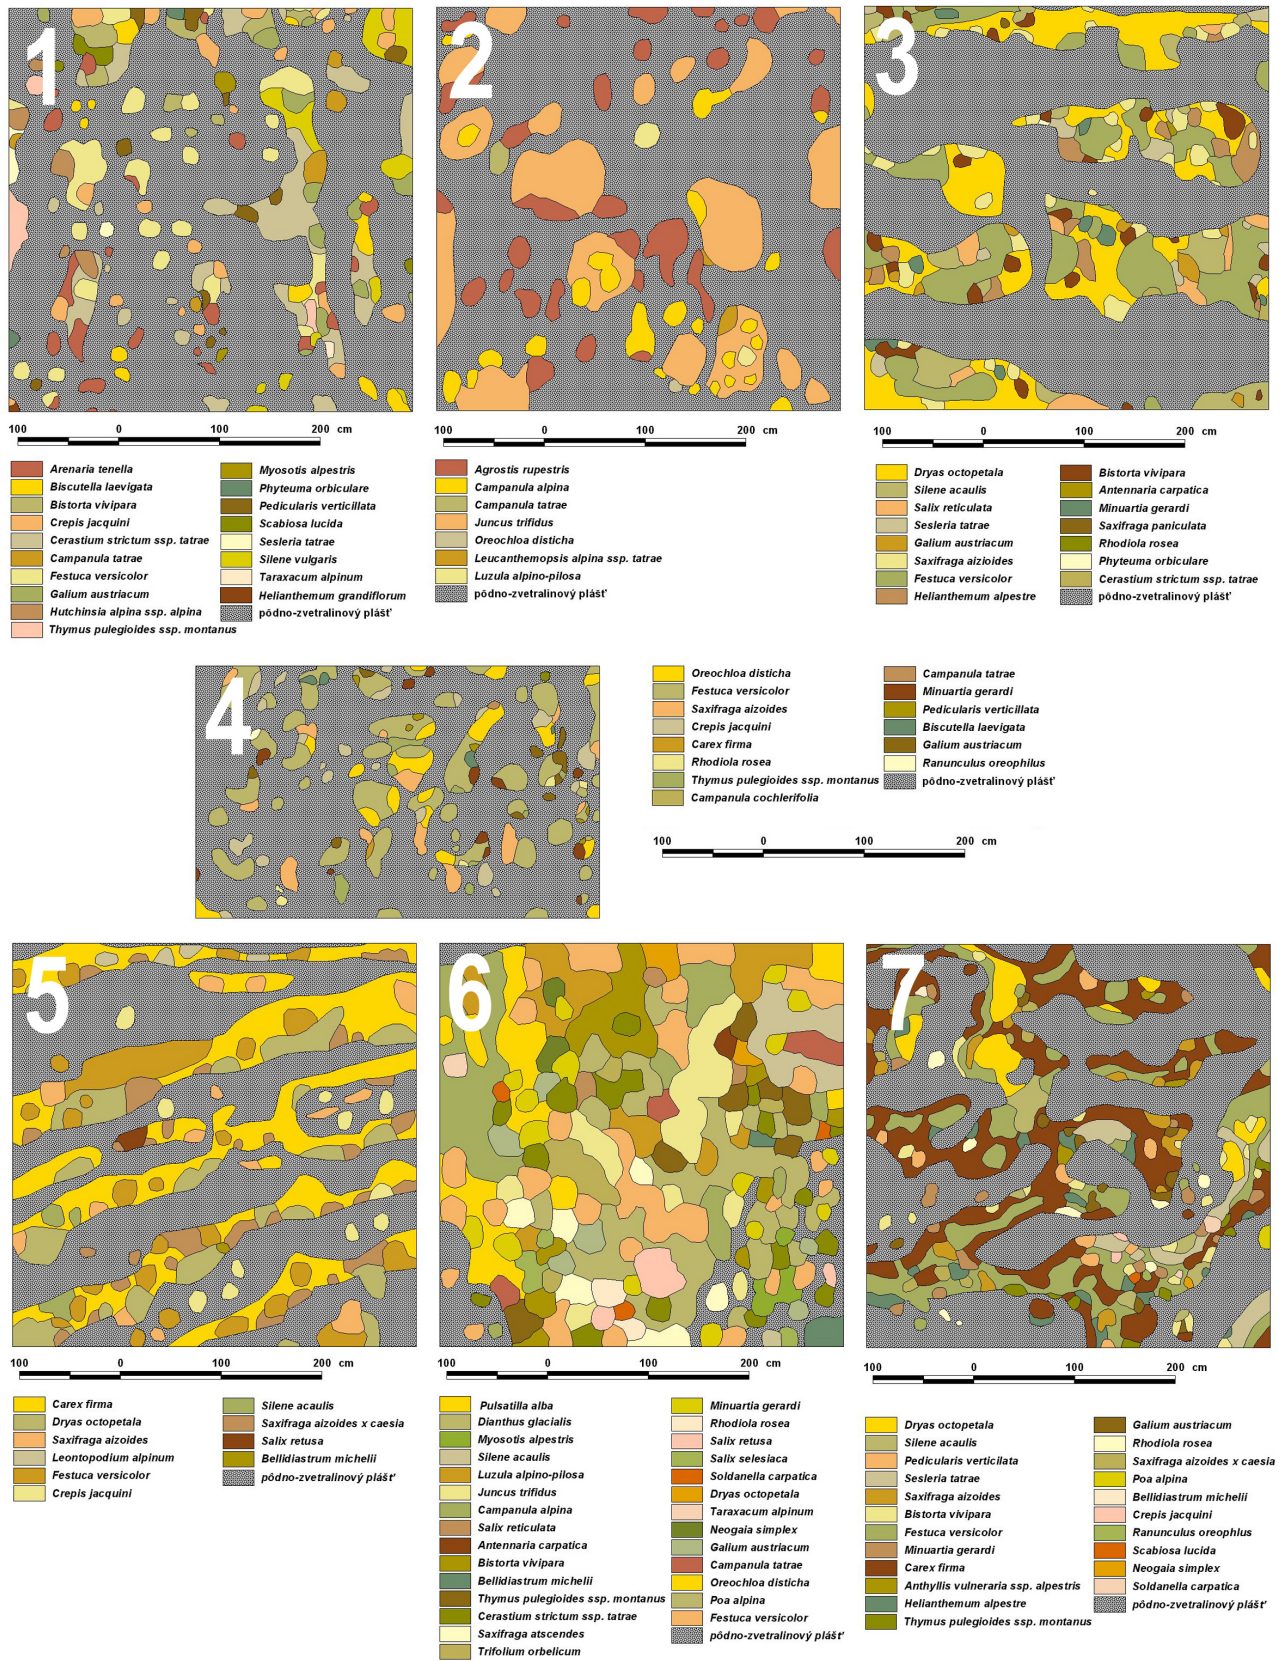 1
2
3
100 0 100 200 cm
100 0 100 200 cm
100 0 100 200 cm
Arenaria tenella
Biscutella laevigata
Bistorta vivipara
Crepis jacquini
Cerastium strictum ssp. tatrae
Campanula tatrae
Festuca versicolor
Galium austriacum
Hutchinsia alpina ssp. alpina
Thymus pulegioides ssp. montanus
Myosotis alpestris
Phyteuma orbiculare
Pedicularis verticillata
Scabiosa lucida
Sesleria tatrae
Silene vulgaris
Taraxacum alpinum
Helianthemum grandiflorum
pôdno-zvetralinový plášť
Agrostis rupestris
Campanula alpina
Campanula tatrae
Juncus trifidus
Oreochloa disticha
Leucanthemopsis alpina ssp. tatrae
Luzula alpino-pilosa
pôdno-zvetralinový plášť
Dryas octopetala
Silene acaulis
Salix reticulata
Sesleria tatrae
Galium austriacum
Saxifraga aizioides
Festuca versicolor
Helianthemum alpestre
Bistorta vivipara
Antennaria carpatica
Minuartia gerardi
Saxifraga paniculata
Rhodiola rosea
Phyteuma orbiculare
Cerastium strictum ssp. tatrae
pôdno-zvetralinový plášť
4
Oreochloa disticha
Festuca versicolor
Saxifraga aizoides
Crepis jacquini
Carex firma
Rhodiola rosea
Thymus pulegioides ssp. montanus
Campanula cochlerifolia
Campanula tatrae
Minuartia gerardi
Pedicularis verticillata
Biscutella laevigata
Galium austriacum
Ranunculus oreophilus
pôdno-zvetralinový plášť
100 0 100 200 cm
5
6
7
100 0 100 200 cm
100 0 100 200 cm
100 0 100 200 cm
Carex firma
Dryas octopetala
Saxifraga aizoides
Leontopodium alpinum
Festuca versicolor
Crepis jacquini
Silene acaulis
Saxifraga aizoides x caesia
Salix retusa
Bellidiastrum michelii
pôdno-zvetralinový plášť
Pulsatilla alba
Dianthus glacialis
Myosotis alpestris
Silene acaulis
Luzula alpino-pilosa
Juncus trifidus
Campanula alpina
Salix reticulata
Antennaria carpatica
Bistorta vivipara
Bellidiastrum michelii
Thymus pulegioides ssp. montanus
Cerastium strictum ssp. tatrae
Saxifraga atscendes
Trifolium orbelicum
Minuartia gerardi
Rhodiola rosea
Salix retusa
Salix selesiaca
Soldanella carpatica
Dryas octopetala
Taraxacum alpinum
Neogaia simplex
Galium austriacum
Campanula tatrae
Oreochloa disticha
Poa alpina
Festuca versicolor
pôdno-zvetralinový plášť
Dryas octopetala
Silene acaulis
Pedicularis verticilata
Sesleria tatrae
Saxifraga aizoides
Bistorta vivipara
Festuca versicolor
Minuartia gerardi
Carex firma
Anthyllis vulneraria ssp. alpestris
Helianthemum alpestre
Thymus pulegioides ssp. montanus
Galium austriacum
Rhodiola rosea
Saxifraga aizoides x caesia
Poa alpina
Bellidiastrum michelii
Crepis jacquini
Ranunculus oreophlus
Scabiosa lucida
Neogaia simplex
Soldanella carpatica
pôdno-zvetralinový plášť